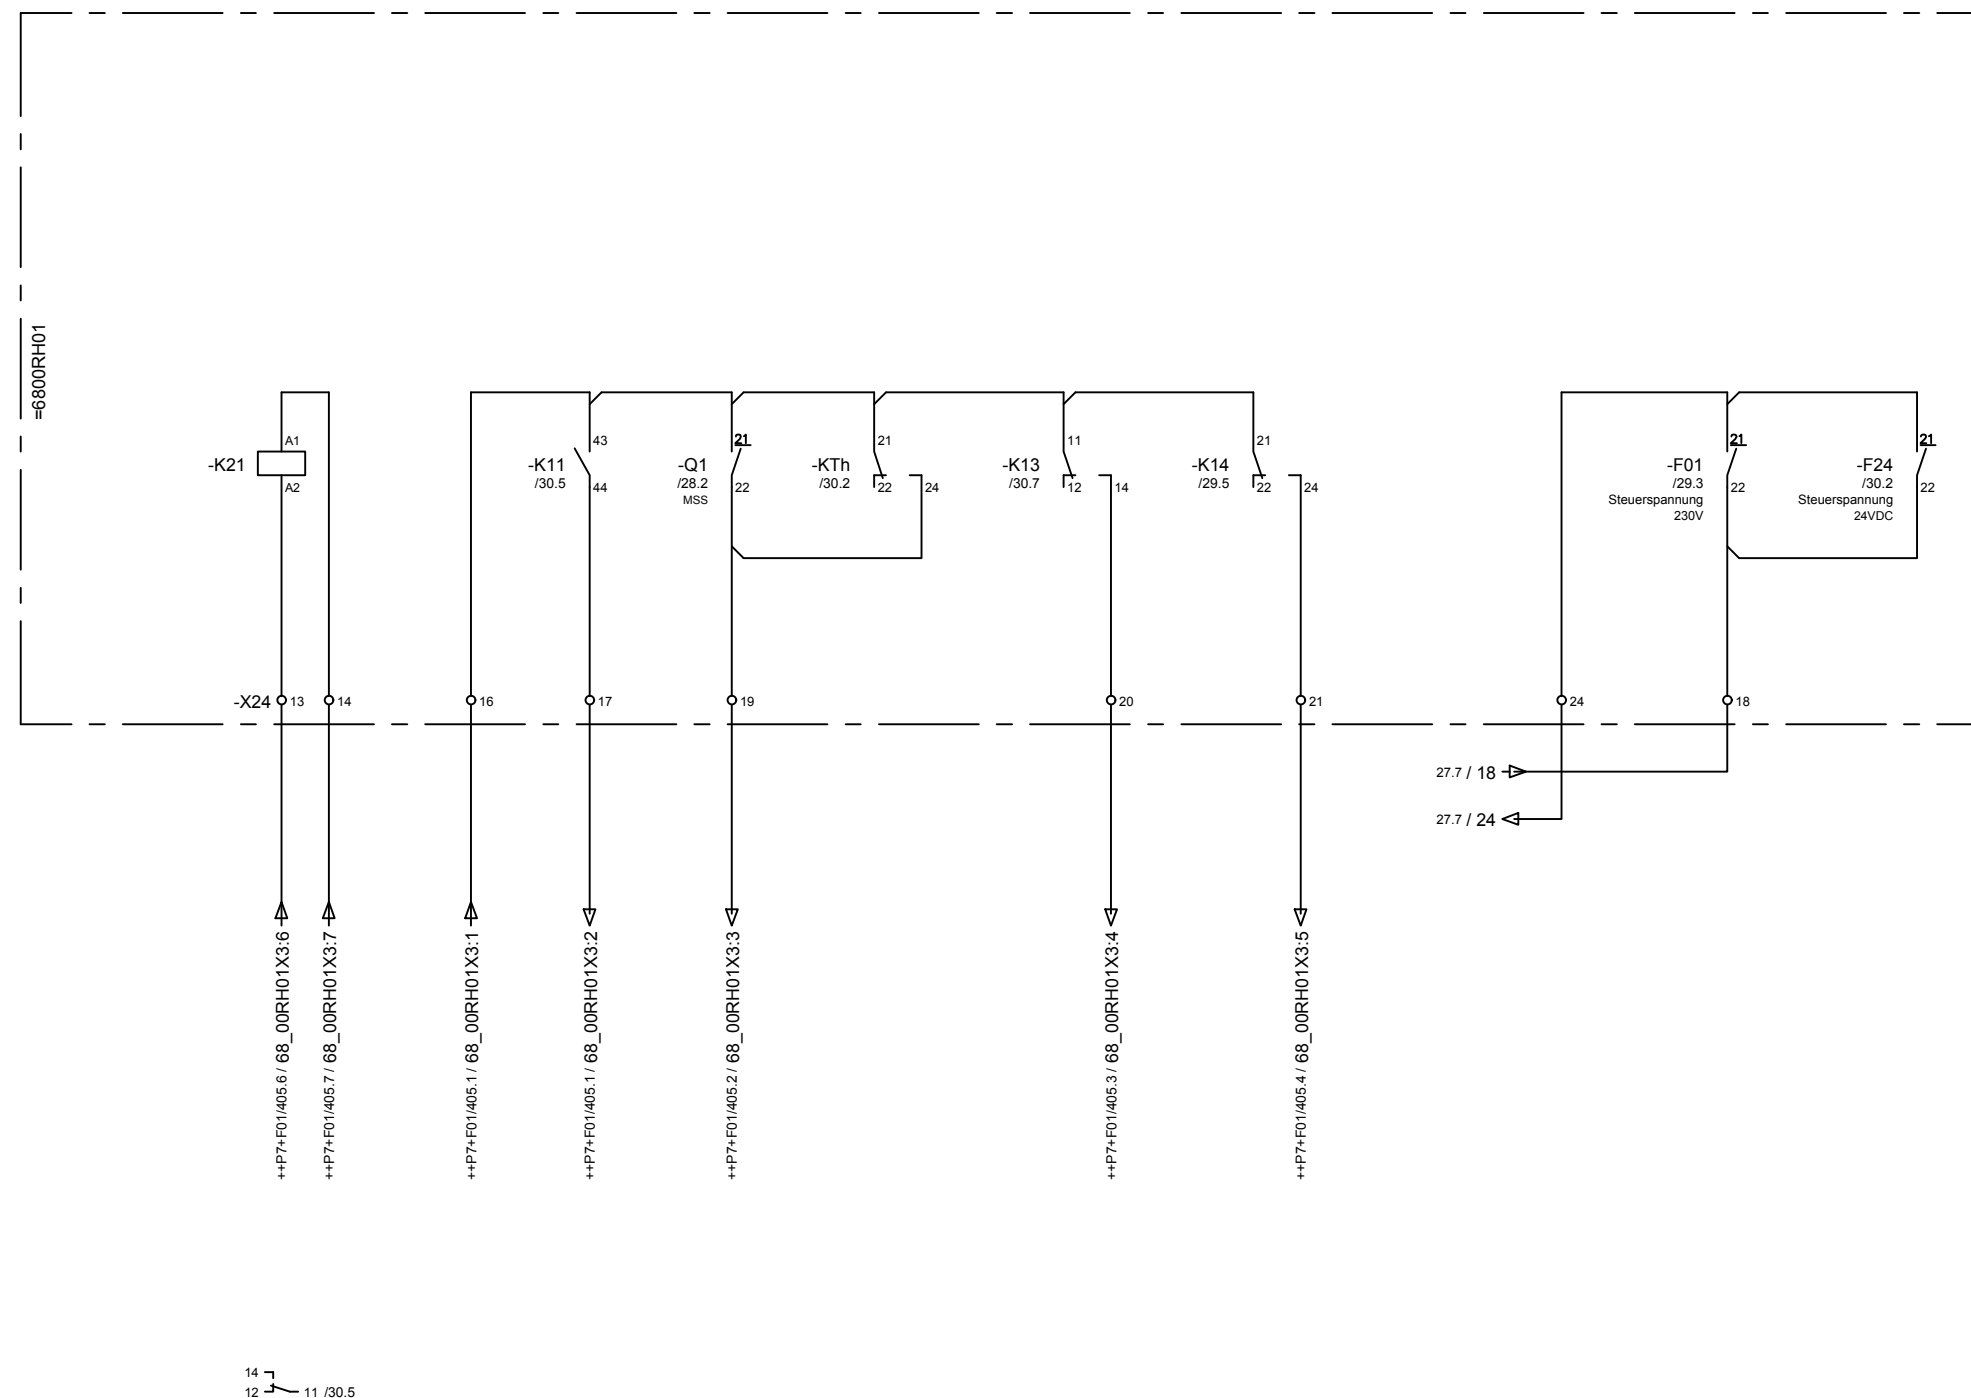 =6800RH01
-K21
A1
A2
-K11
/30.5
43
44
-Q1
/28.2
MSS
21
22
-KTh
/30.2
21
22
24
-K13
/30.7
11
12
14
-K14
/29.5
21
22
24
-F01
/29.3
Steuerspannung
230V
21
22
-F24
/30.2
Steuerspannung
24VDC
21
22
-X24
13
14
16
17
19
20
21
24
18
27.7 / 18
27.7 / 24
++P7+F01/405.6 / 68_00RH01X3:6
++P7+F01/405.7 / 68_00RH01X3:7
++P7+F01/405.1 / 68_00RH01X3:1
++P7+F01/405.1 / 68_00RH01X3:2
++P7+F01/405.2 / 68_00RH01X3:3
++P7+F01/405.3 / 68_00RH01X3:4
++P7+F01/405.4 / 68_00RH01X3:5
14
12 11 /30.5